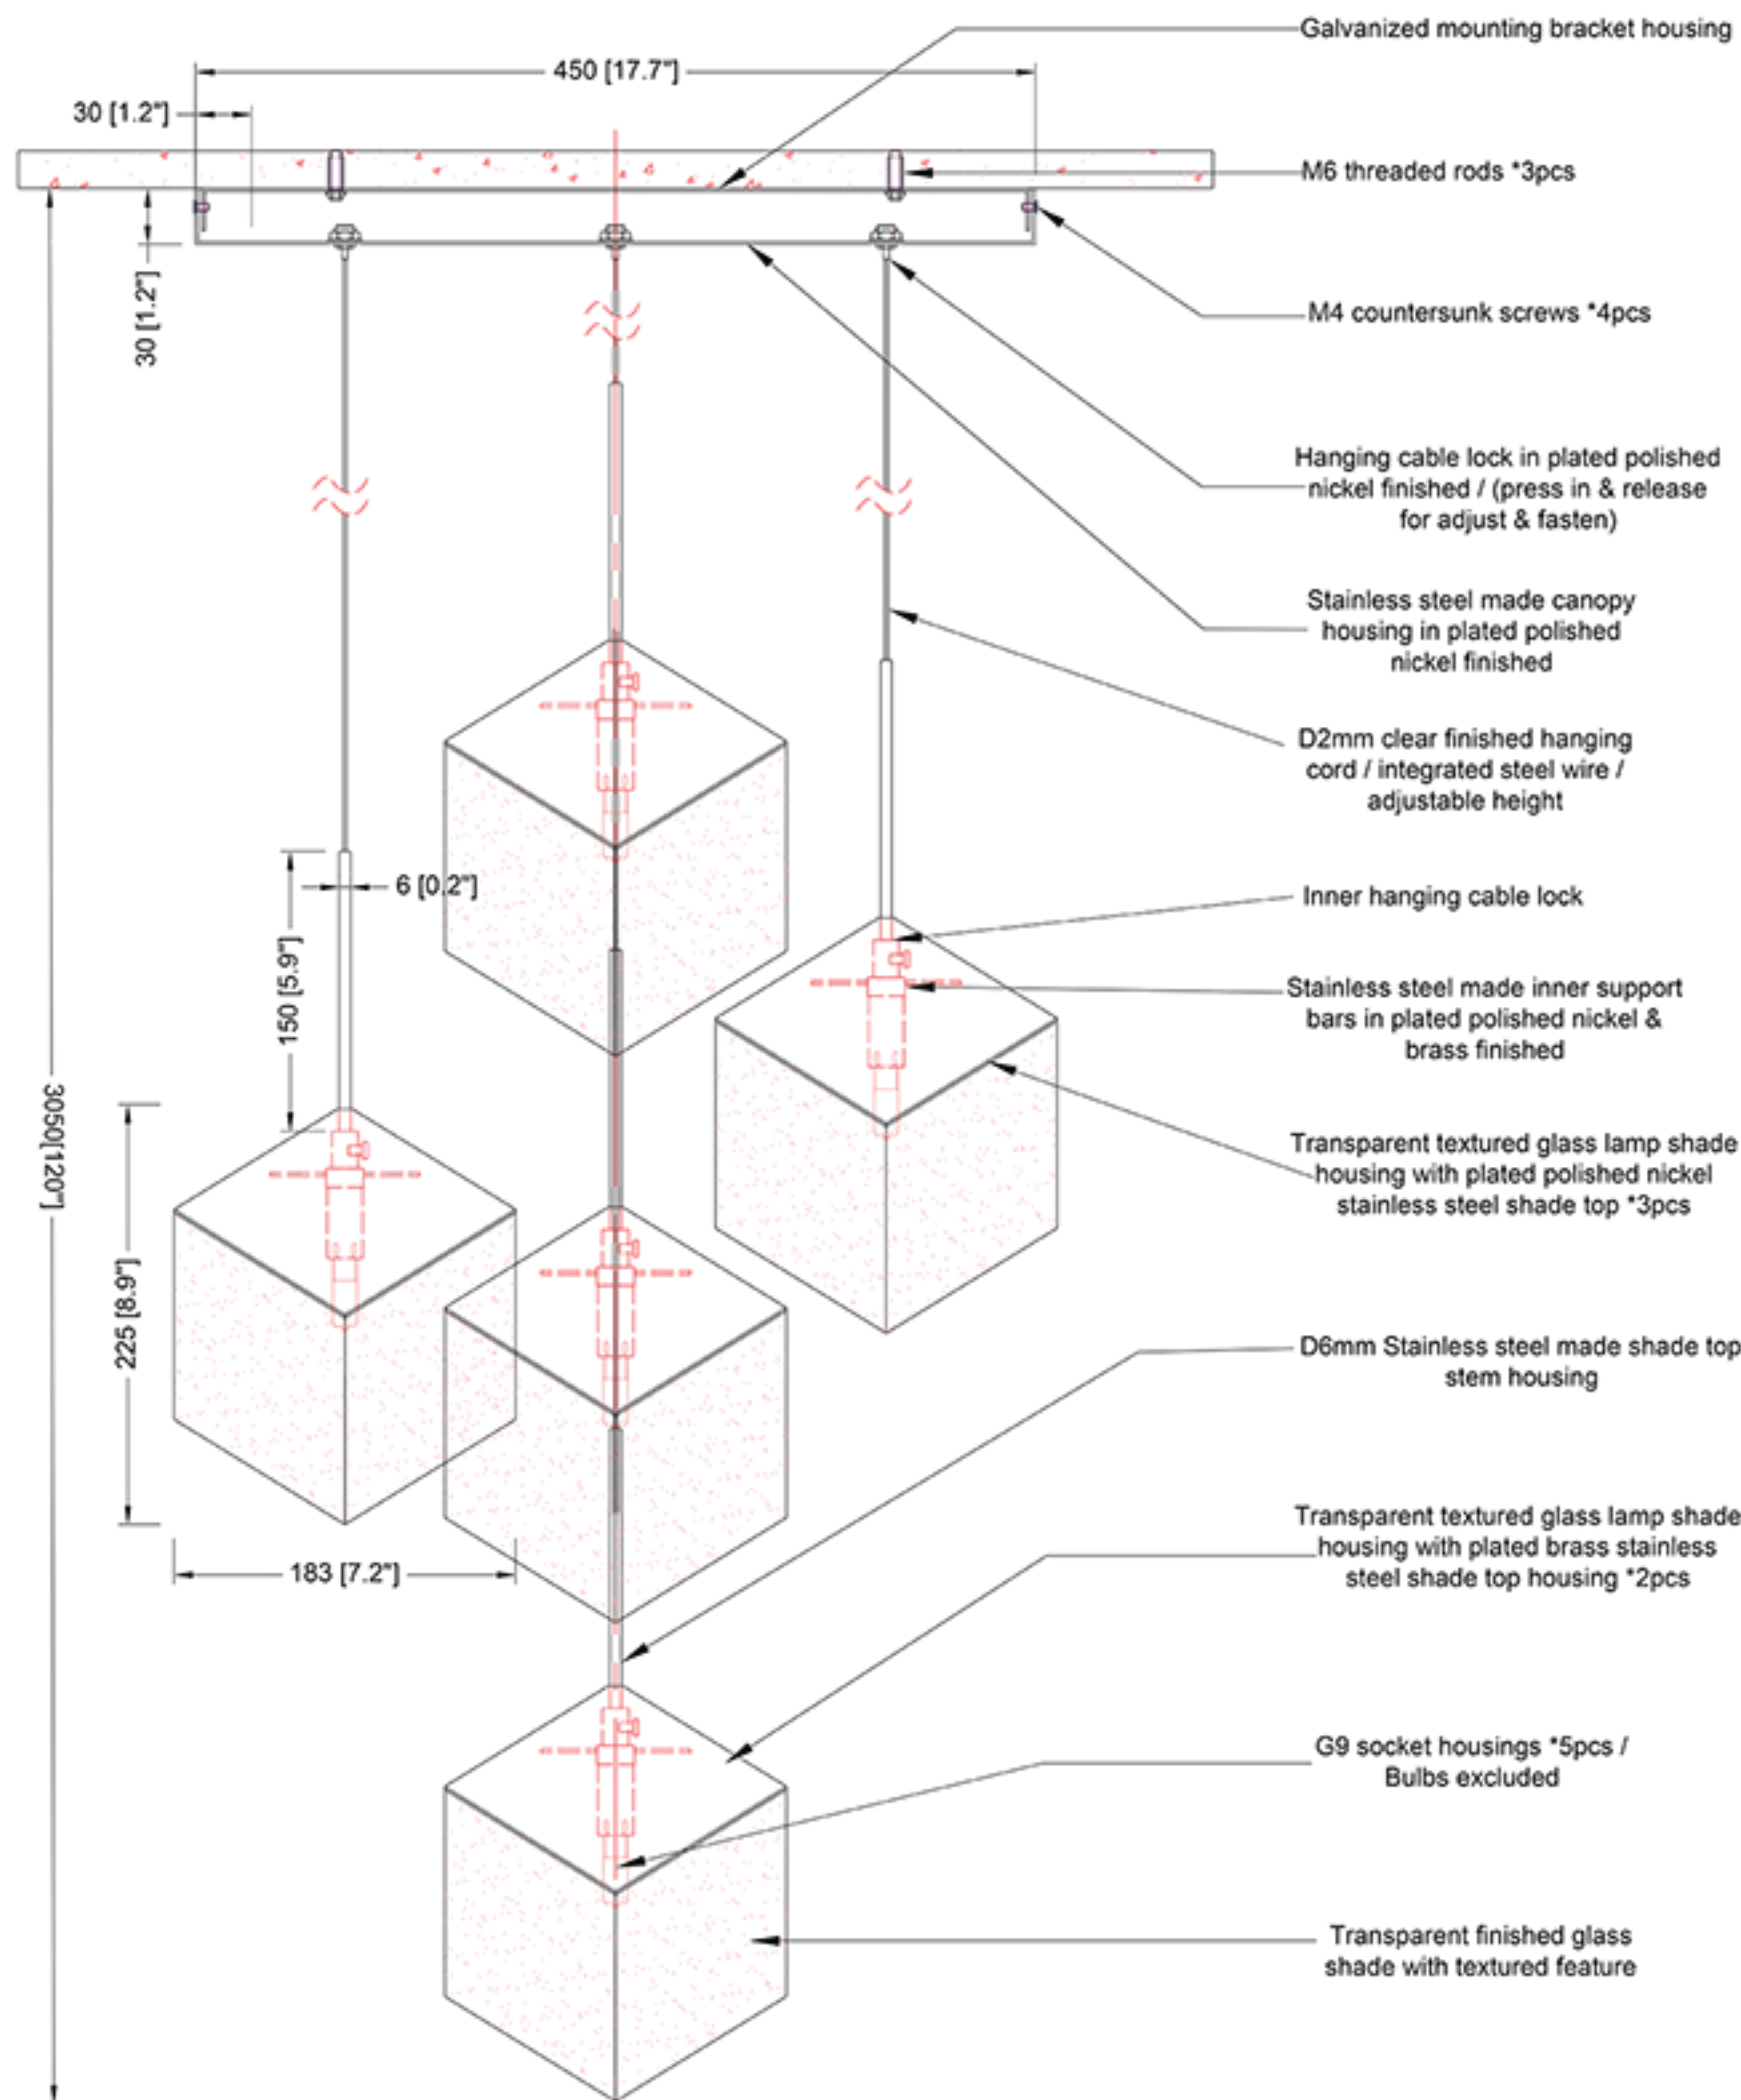 Galvanized mounting bracket housing
450 [17.7"]
30 [1.2"]
M6 threaded rods *3pcs
30 [1.2"]
M4 countersunk screws *4pcs
Hanging cable lock in plated polished
nickel finished / (press in & release
for adjust & fasten)
Stainless steel made canopy
housing in plated polished
nickel finished
D2mm clear finished hanging
cord / integrated steel wire /
adjustable height
6 [0.2"]
Inner hanging cable lock
150 [5.9"]
Stainless steel made inner support
bars in plated polished nickel &
brass finished
3050[120"]
Transparent textured glass lamp shade
housing with plated polished nickel
stainless steel shade top *3pcs
225 [8.9"]
D6mm Stainless steel made shade top
stem housing
183 [7.2"]
Transparent textured glass lamp shade
housing with plated brass stainless
steel shade top housing *2pcs
G9 socket housings *5pcs /
Bulbs excluded
Transparent finished glass
shade with textured feature